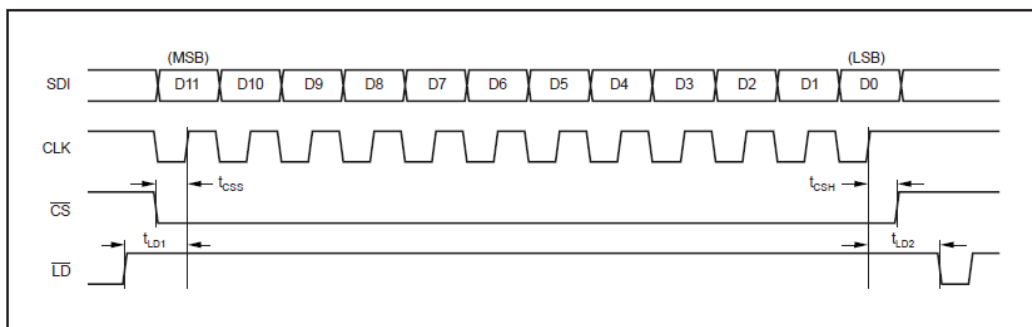 (MSB) (LSB)
SDI D11 D10 D9 D8 D7 D6 D5 D4 D3 D2 D1 D0
CLK
tCSS tCSH
CS
tLD1 tLD2
LD